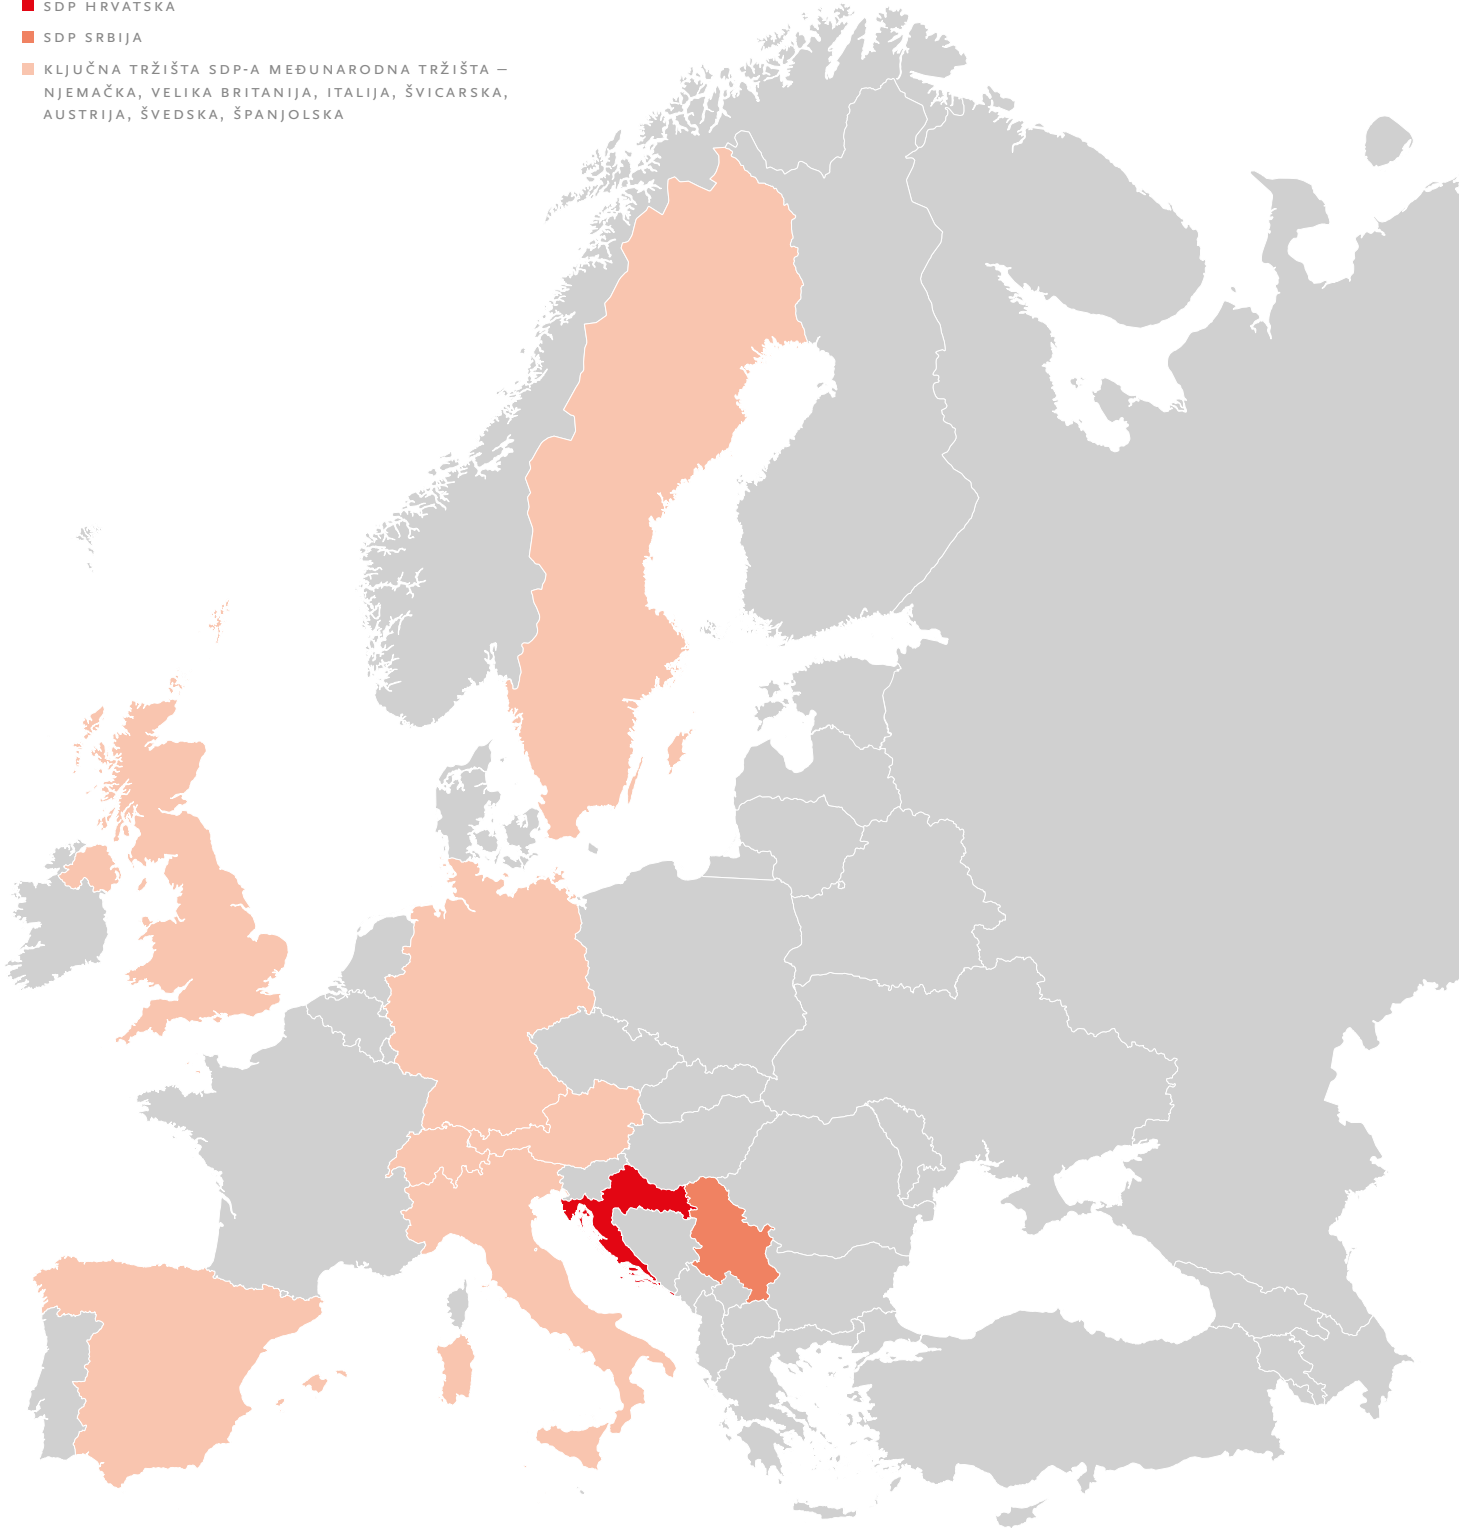 SDP HRVATSKA
SDP SRBIJA
KLJUČNA TRŽIŠTA SDP-A MEĐUNARODNA TRŽIŠTA –
NJEMAČKA, VELIKA BRITANIJA, ITALIJA, ŠVICARSKA,
AUSTRIJA, ŠVEDSKA, ŠPANJOLSKA